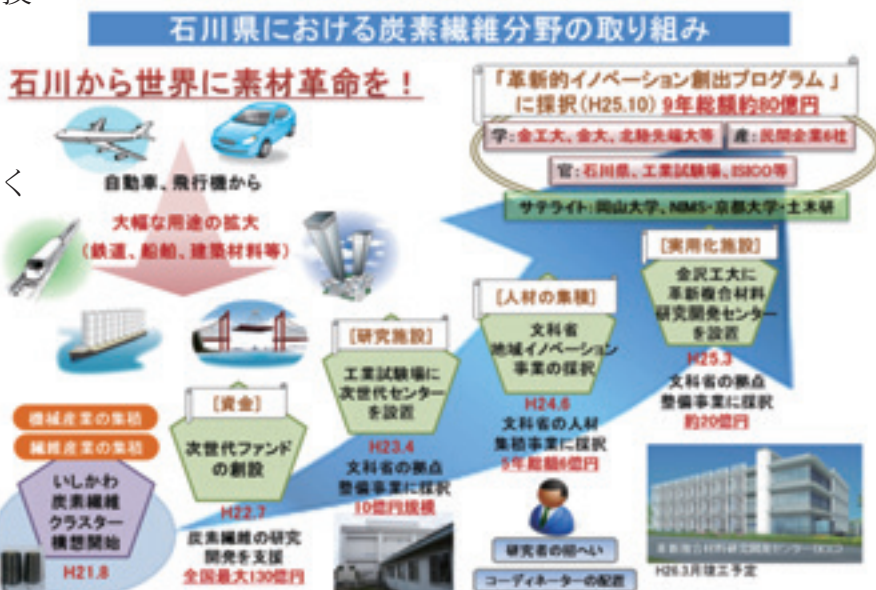 く
石川県における炭素繊維分野の取り組み
石川から世界に素材革命を！
自動車、飛行機から
大幅な用途の拡大
（鉄道、船舶、建築材料等）
「革新的イノベーション創出プログラム」
に採択(H25.10) 9年総額約80億円
学:金工大、金大、北陸先端大等
産:民間企業6社
官:石川県、工業試験場、ISICO等
サテライト:岡山大学、NIMS・京都大学・土木研
機械産業の集積
繊維産業の集積
いしかわ
炭素繊維
クラスター
構想開始
H21.8
［資金］
次世代ファンド
の創設
H22.7
炭素繊維の研究
開発を支援
全国最大130億円
［研究施設］
工業試験場に
次世代センター
を設置
H23.4
文科省の拠点
整備事業に採択
10億円規模
［人材の集積］
文科省
地域イノベーション
事業の採択
H24.6
文科省の人材
集積事業に採択
5年総額6億円
研究者の招へい
コーディネーターの配置
［実用化施設］
金沢工大に
革新複合材料
研究開発センター
を設置
H25.3
文科省の拠点
整備事業に採択
約20億円
革新複合材料研究開発センター
H26.3月竣工予定